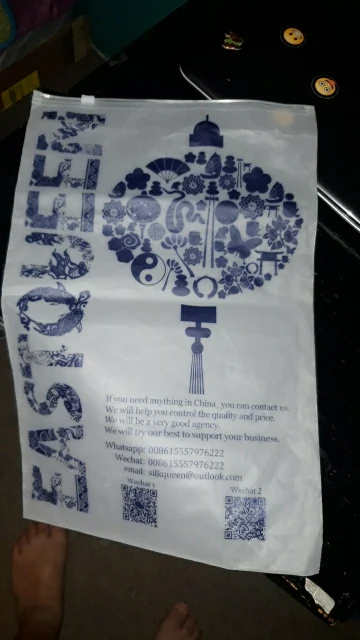 EASTQUEEN
If you need anything in China, you can contact us.
We will help you control the quality and price.
We will be a very good agency.
We will try our best to support your business.
Whatsapp: 008615557976222
Wechat: 008615557976222
email: silkqueen@outlook.com
Wechat 1
Wechat 2